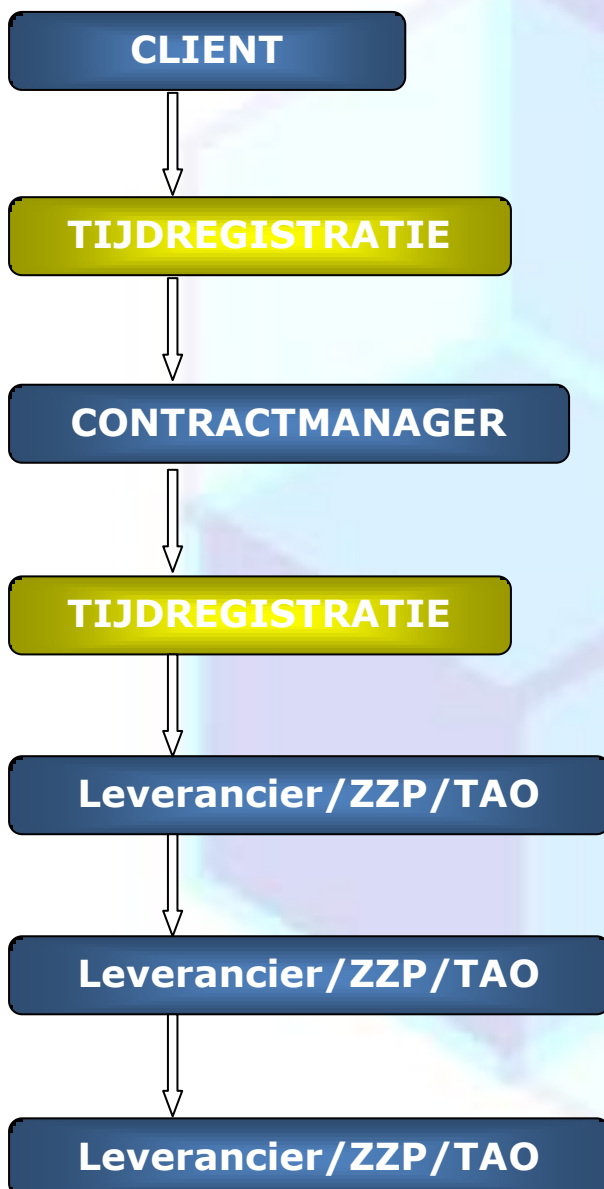 CLIENT
TIJDREGISTRATIE
CONTRACTMANAGER
TIJDREGISTRATIE
Leverancier/ZZP/TAO
Leverancier/ZZP/TAO
Leverancier/ZZP/TAO